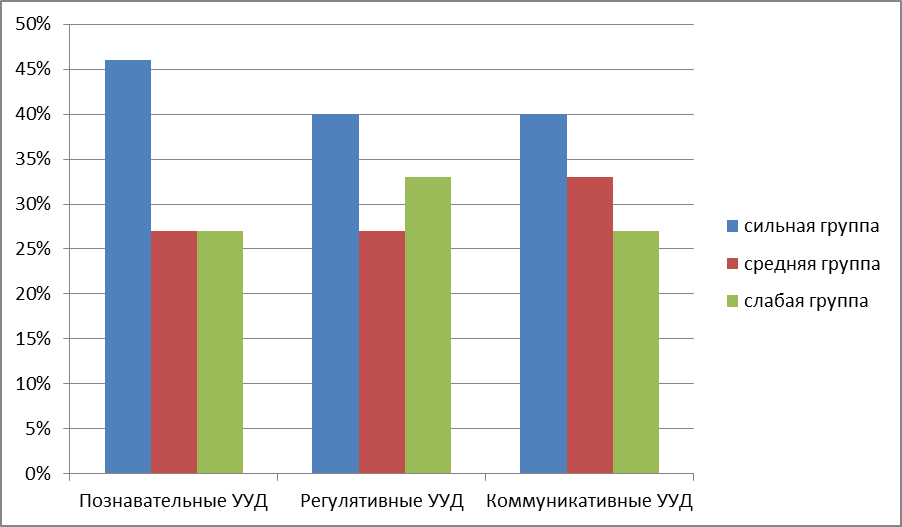 50%
45%
40%
35%
30%
25%
20%
15%
10%
5%
0%
Познавательные УУД
Регулятивные УУД
Коммуникативные УУД
сильная группа
средняя группа
слабая группа